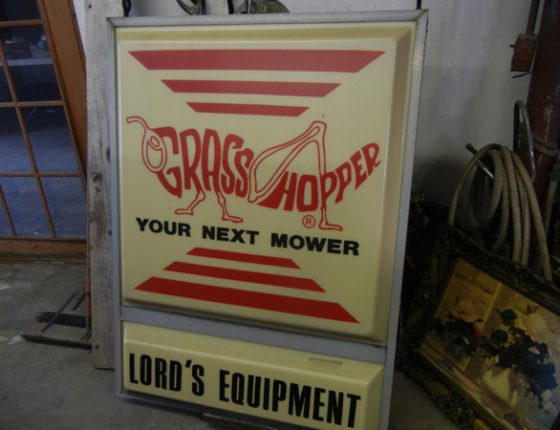 GRASSHOPPER ®
YOUR NEXT MOWER
LORD'S EQUIPMENT